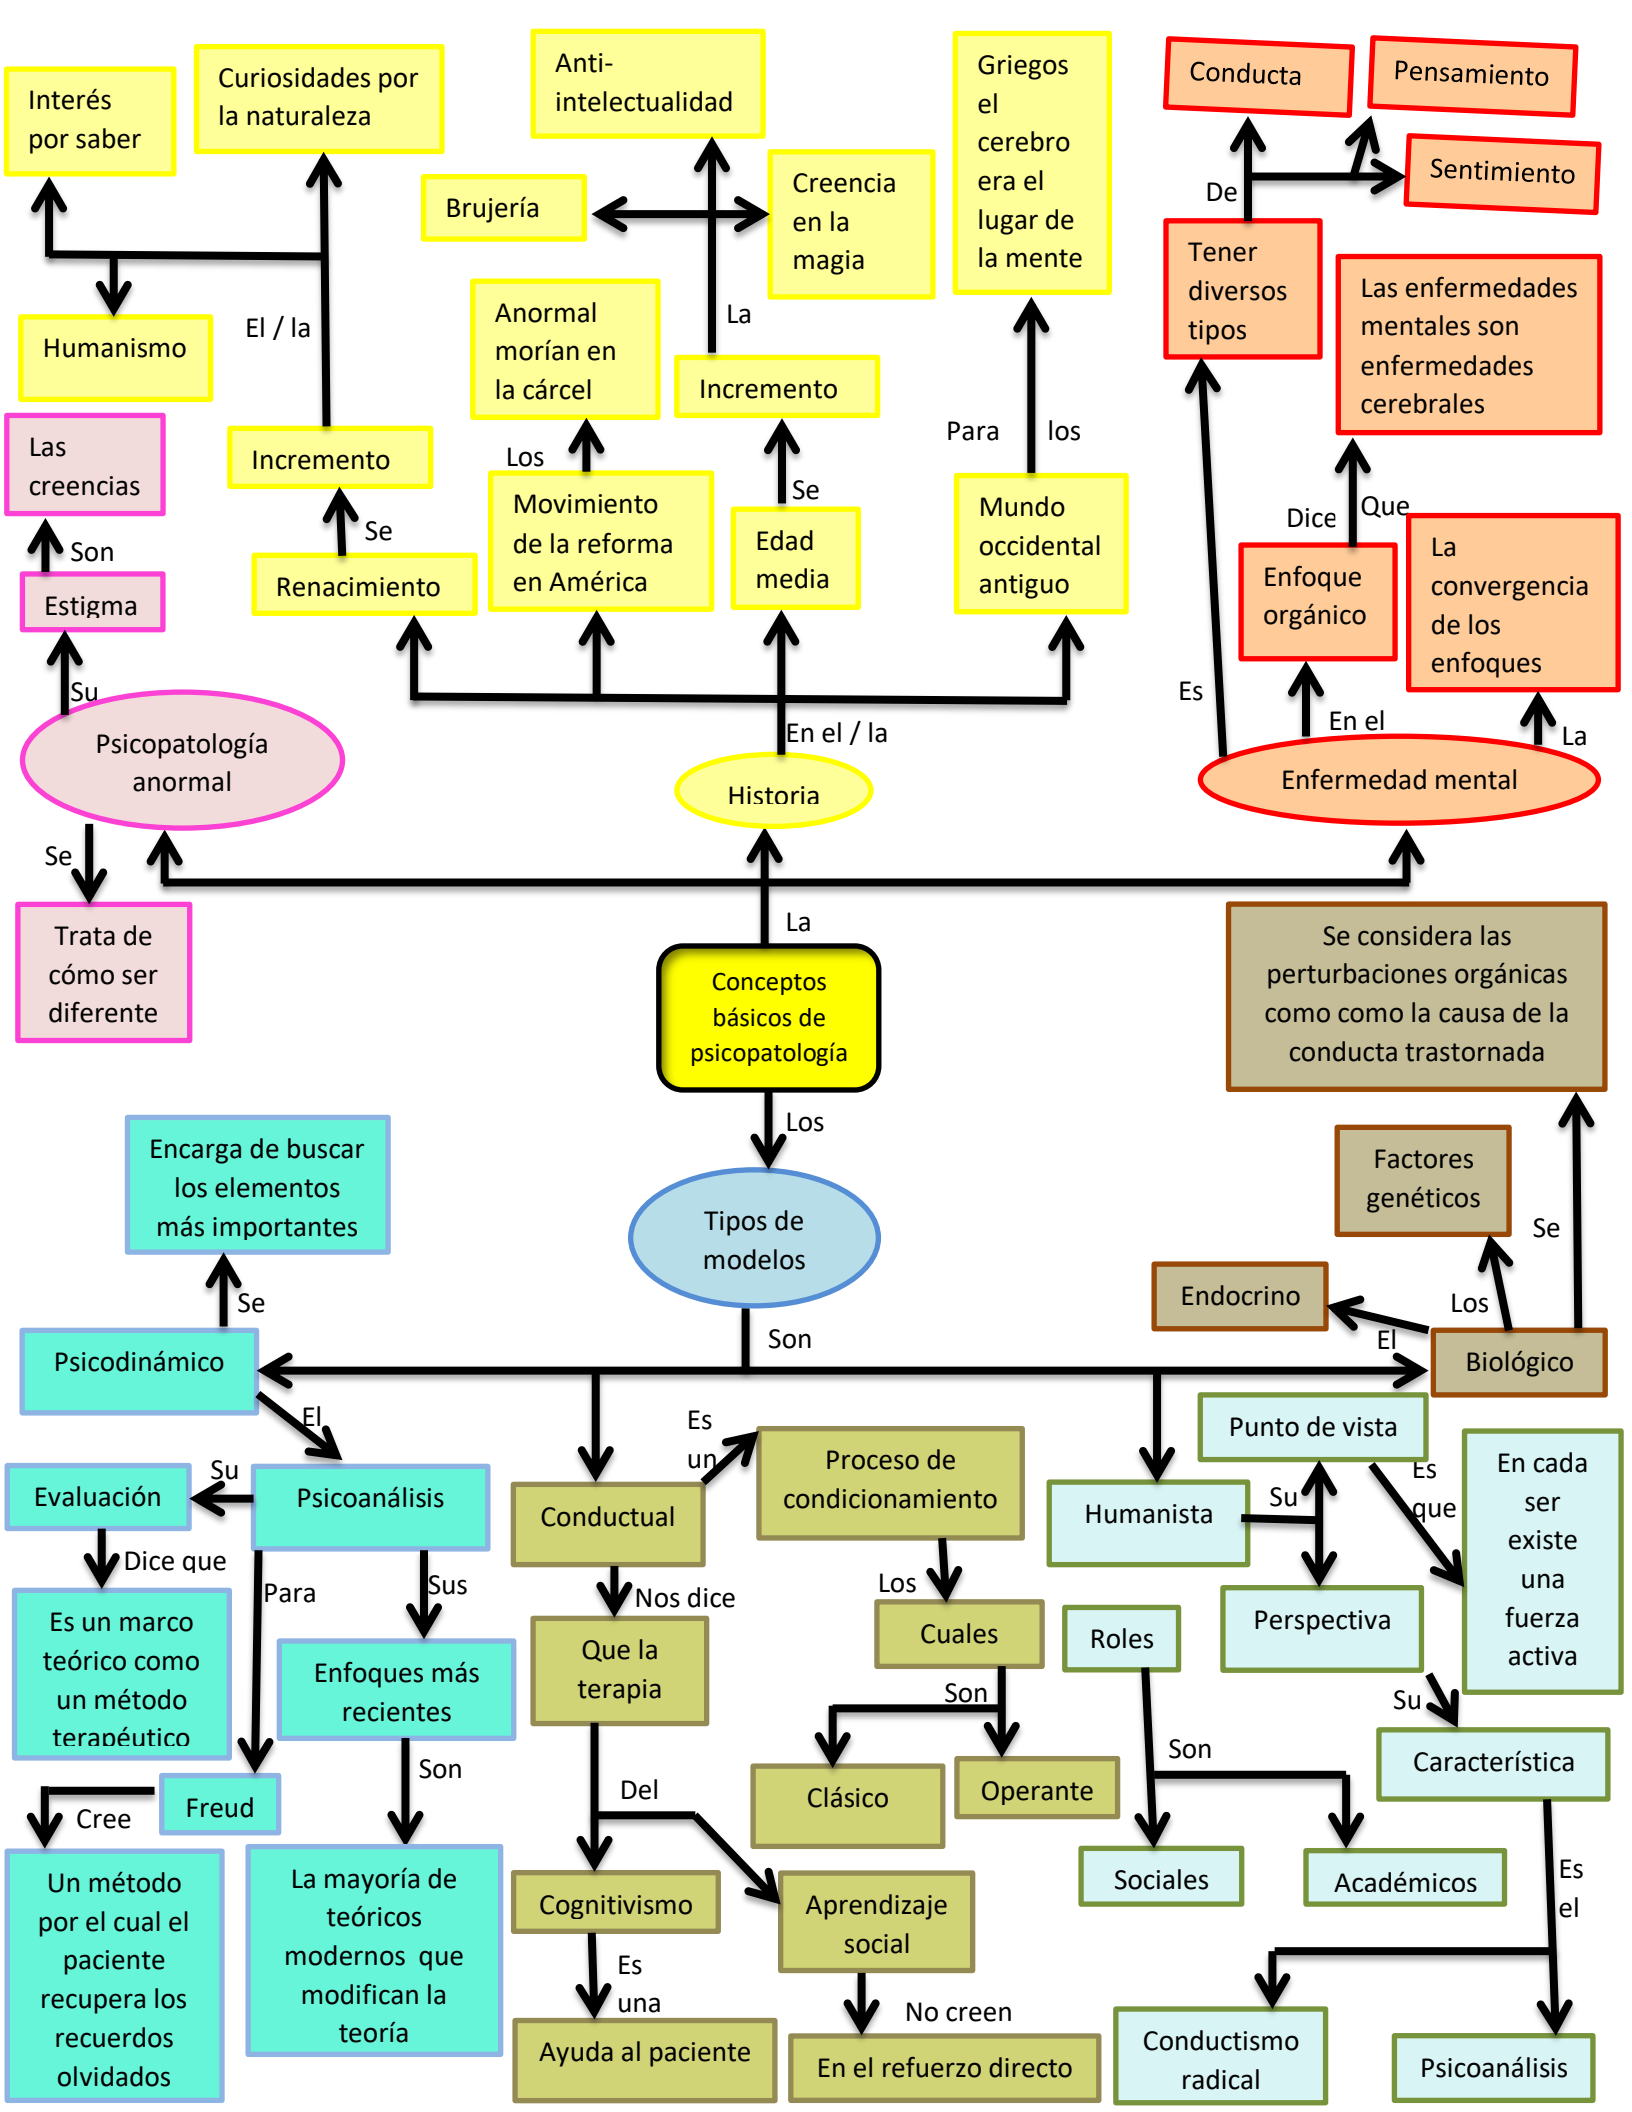 Interés
por saber
Curiosidades por
la naturaleza
Anti-
intelectualidad
Griegos
el
cerebro
era el
lugar de
la mente
Conducta
Pensamiento
Sentimiento
Brujería
Creencia
en la
magia
De
Tener
diversos
tipos
Humanismo
El / la
Anormal
morían en
la cárcel
La
Incremento
Las enfermedades
mentales son
enfermedades
cerebrales
Las
creencias
Incremento
Los
Para
los
Son
Se
Movimiento
de la reforma
en América
Se
Edad
media
Mundo
occidental
antiguo
Dice
Que
La
convergencia
de los
enfoques
Estigma
Renacimiento
Enfoque
orgánico
Su
Es
En el
La
En el / la
Psicopatología
anormal
Historia
Enfermedad mental
Se
Trata de
cómo ser
diferente
La
Conceptos
básicos de
psicopatología
Se considera las
perturbaciones orgánicas
como como la causa de la
conducta trastornada
Los
Encarga de buscar
los elementos
más importantes
Tipos de
modelos
Factores
genéticos
Se
Endocrino
Los
El
Se
Son
Psicodinámico
Biológico
El
Es
un
Proceso de
condicionamiento
Punto de vista
Es
que
En cada
ser
existe
una
fuerza
activa
Su
Evaluación
Psicoanálisis
Conductual
Humanista
Su
Dice que
Para
Sus
Nos dice
Los
Es un marco
teórico como
un método
terapéutico
Enfoques más
recientes
Que la
terapia
Cuales
Roles
Perspectiva
Son
Su
Son
Son
Característica
Freud
Cree
Del
Clásico
Operante
Un método
por el cual el
paciente
recupera los
recuerdos
olvidados
La mayoría de
teóricos
modernos  que
modifican la
teoría
Cognitivismo
Aprendizaje
social
Sociales
Académicos
Es
el
Es
una
No creen
Ayuda al paciente
En el refuerzo directo
Conductismo
radical
Psicoanálisis